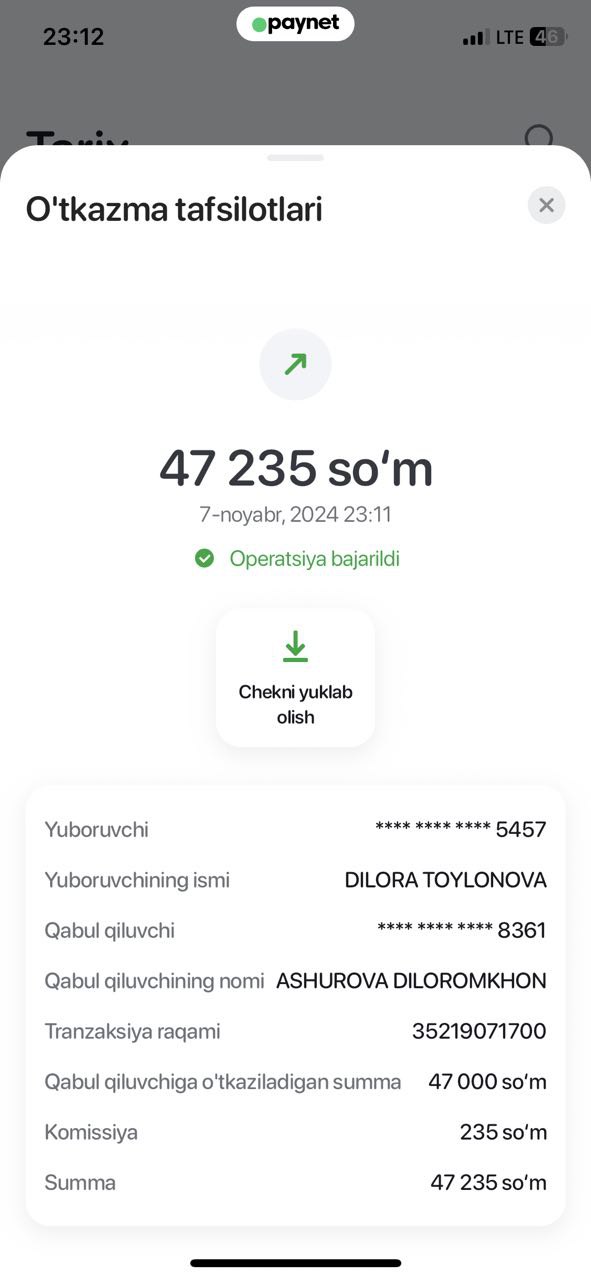 23:12
paynet
LTE 46
Tarix
O'tkazma tafsilotlari
47 235 so‘m
7-noyabr, 2024 23:11
Operatsiya bajarildi
Chekni yuklab
olish
Yuboruvchi **** **** **** 5457
Yuboruvchining ismi DILORA TOYLONOVA
Qabul qiluvchi **** **** **** 8361
Qabul qiluvchining nomi ASHUROVA DILOROMKHON
Tranzaksiya raqami 35219071700
Qabul qiluvchiga o'tkaziladigan summa 47 000 so‘m
Komissiya 235 so‘m
Summa 47 235 so‘m